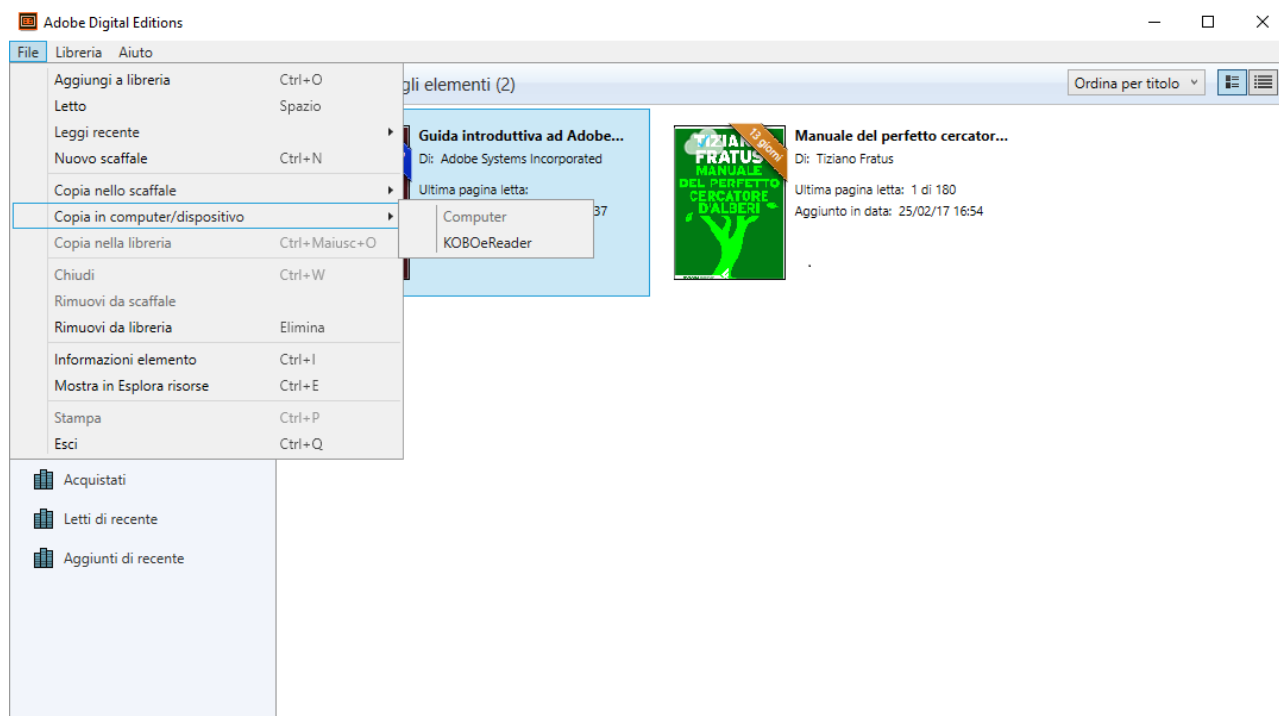 Adobe Digital Editions
File Libreria Aiuto
Aggiungi a libreria Ctrl+O
Letto Spazio
Leggi recente
Nuovo scaffale Ctrl+N
Copia nello scaffale
Copia in computer/dispositivo
Copia nella libreria Ctrl+Maiusc+O
Chiudi Ctrl+W
Rimuovi da scaffale
Rimuovi da libreria Elimina
Informazioni elemento Ctrl+I
Mostra in Esplora risorse Ctrl+E
Stampa Ctrl+P
Esci Ctrl+Q
Computer
KOBOeReader
Acquistati
Letti di recente
Aggiunti di recente
gli elementi (2)
Ordina per titolo
Guida introduttiva ad Adobe...
Di: Adobe Systems Incorporated
Ultima pagina letta:
37
TIZIANO
FRATUS
MANUALE
DEL PERFETTO
CERCATORE
D'ALBERI
13 giorni
Manuale del perfetto cercator...
Di: Tiziano Fratus
Ultima pagina letta: 1 di 180
Aggiunto in data: 25/02/17 16:54